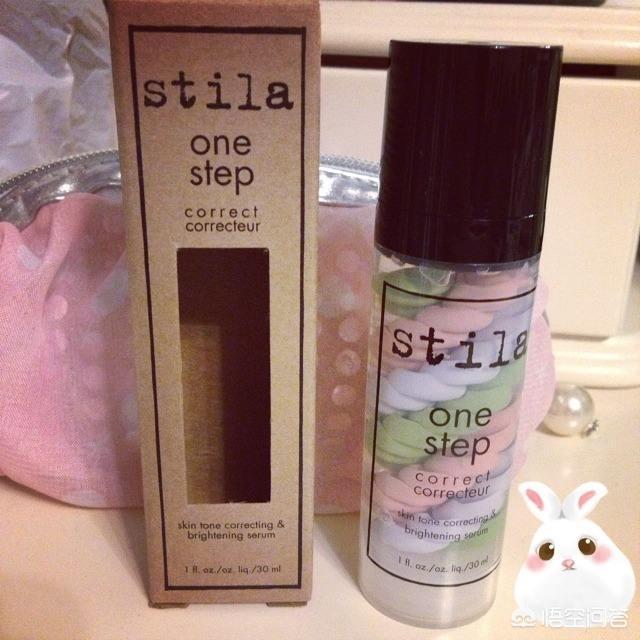 stila
one
step
correct
correcteur
skin tone correcting &
brightening serum
1 fl. oz./oz. liq./30 ml
stila
one
step
correct
correcteur
skin tone correcting &
brightening serum
1 fl. oz./oz. liq./30 ml
悟空问答